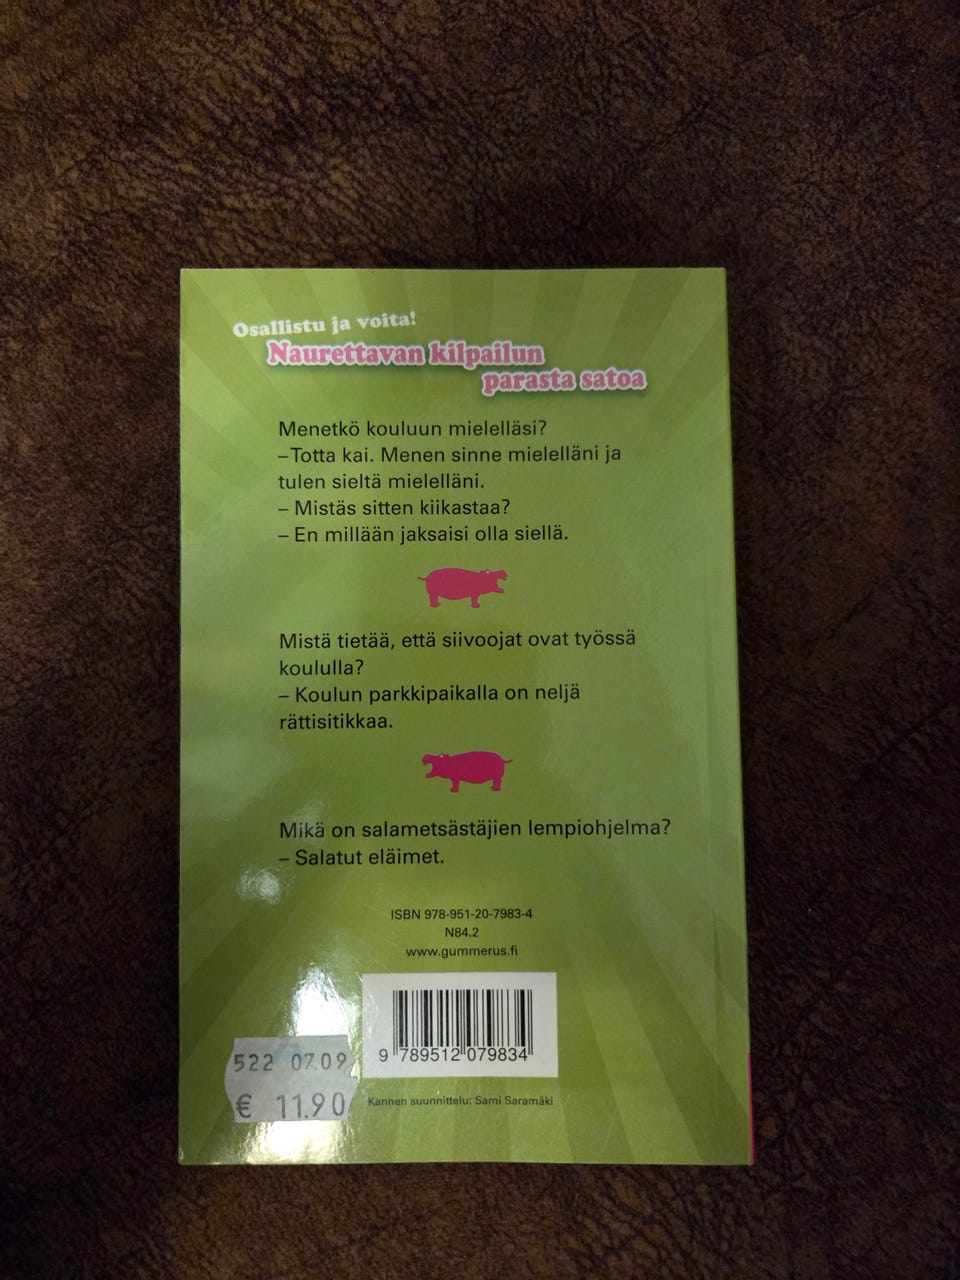 Osallistu ja voita!
Naurettavan kilpailun
parasta satoa
Menetkö kouluun mielelläsi?
– Totta kai. Menen sinne mielelläni ja
tulen sieltä mielelläni.
– Mistäs sitten kiikastaa?
– En millään jaksaisi olla siellä.
Mistä tietää, että siivoojat ovat työssä
koululla?
– Koulun parkkipaikalla on neljä
rättisitikkaa.
Mikä on salametsästäjien lempiohjelma?
– Salatut eläimet.
ISBN 978-951-20-7983-4
N84.2
www.gummerus.fi
9 789512 079834
522 07.09
€ 11.90
Kannen suunnittelu: Sami Saramäki